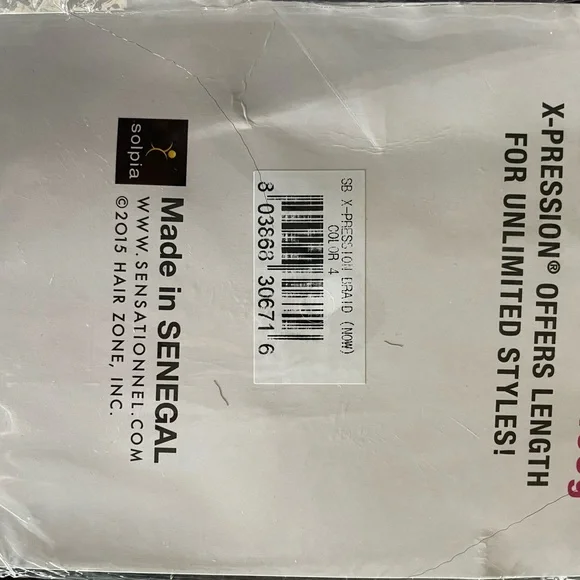 X-PRESSION® OFFERS LENGTH
FOR UNLIMITED STYLES!
SB X-PRESSION BRAID (NOW)
COLOR 4
8 03868 30671 6
solpia
Made in SENEGAL
WWW.SENSATIONNEL.COM
©2015 HAIR ZONE, INC.